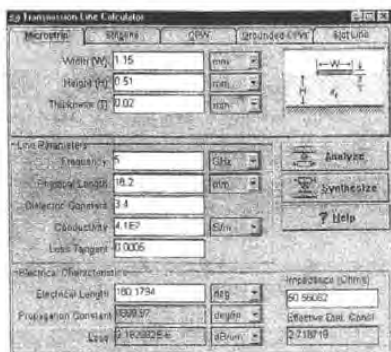 Transmission Line Calculator
Microstrip Stripline CPW Grounded CPW Slot Line
Width (W) 1.15 mm
Height (H) 0.51 mm
Thickness (T) 0.02 mm
W
H
Line Parameters
Frequency 5 GHz
Physical Length 18.2 mm
Dielectric Constant 3.4
Conductivity 4.1E7 S/m
Loss Tangent 0.0005
Analyze
Synthesize
? Help
Electrical Characteristics
Electrical Length 180.1794 deg
Propagation Constant deg/m
Loss dB/mm
Impedance (Ohms)
Effective Diel. Const.
2.718719